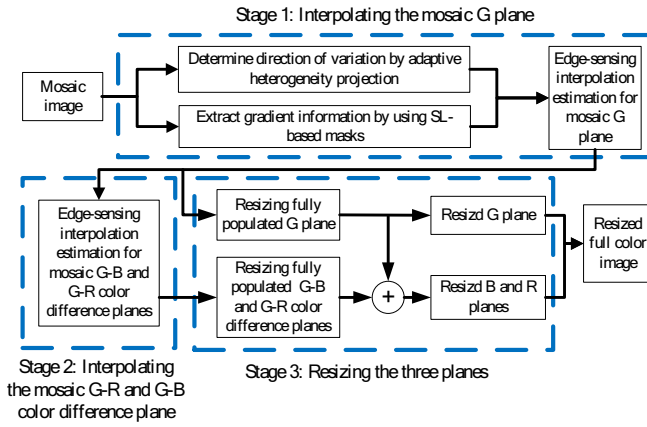 Stage 1: Interpolating the mosaic G plane
Mosaic
image
Determine direction of variation by adaptive
heterogeneity projection
Extract gradient information by using SL-
based masks
Edge-sensing
interpolation
estimation for
mosaic G
plane
Edge-sensing
interpolation
estimation for
mosaic G-B and
G-R color
difference planes
Resizing fully
populated G plane
Resizd G plane
Resized
full color
image
Resizing fully
populated G-B
and G-R color
difference planes
+
Resizd B and R
planes
Stage 2: Interpolating
the mosaic G-R and G-B
color difference plane
Stage 3: Resizing the three planes